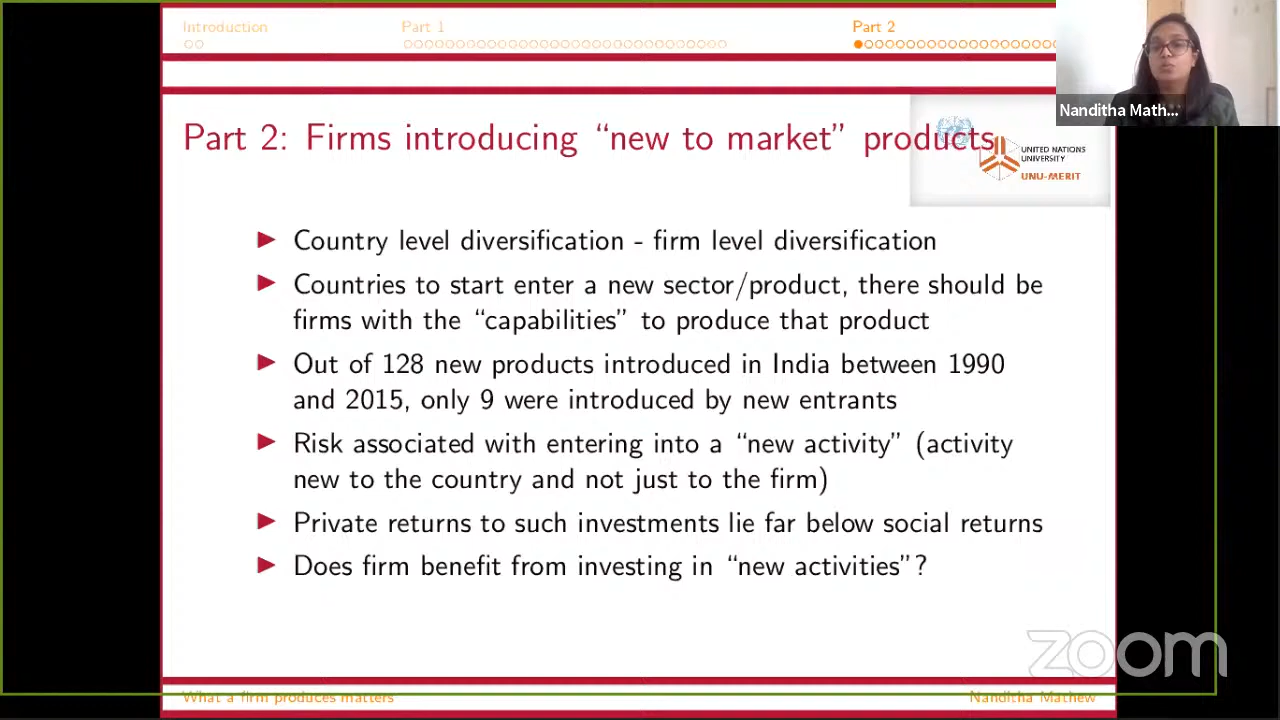 Introduction
Part 1
Part 2
Nanditha Math...
Part 2: Firms introducing “new to market” products
UNITED NATIONS
UNIVERSITY
UNU-MERIT
Country level diversification - firm level diversification
Countries to start enter a new sector/product, there should be
firms with the “capabilities” to produce that product
Out of 128 new products introduced in India between 1990
and 2015, only 9 were introduced by new entrants
Risk associated with entering into a “new activity” (activity
new to the country and not just to the firm)
Private returns to such investments lie far below social returns
Does firm benefit from investing in “new activities”?
zoom
What a firm produces matters
Nanditha Mathew